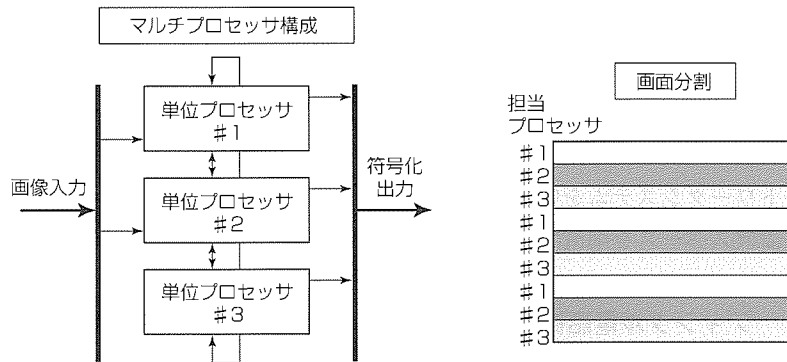 マルチプロセッサ構成
単位プロセッサ
#1
単位プロセッサ
#2
単位プロセッサ
#3
画像入力
符号化
出力
画面分割
担当
プロセッサ
#1
#2
#3
#1
#2
#3
#1
#2
#3